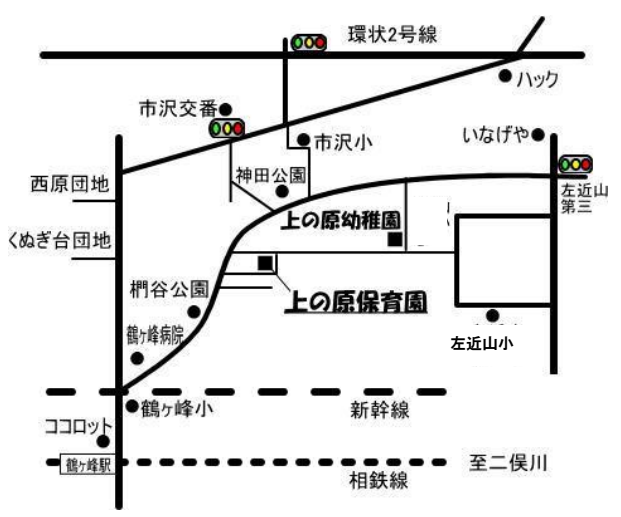 環状2号線
ハック
市沢交番
市沢小
いなげや
神田公園
西原団地
左近山
第三
上の原幼稚園
くぬぎ台団地
上の原保育園
椚谷公園
鶴ヶ峰病院
左近山小
鶴ヶ峰小
新幹線
ココロット
鶴ヶ峰駅
至二俣川
相鉄線